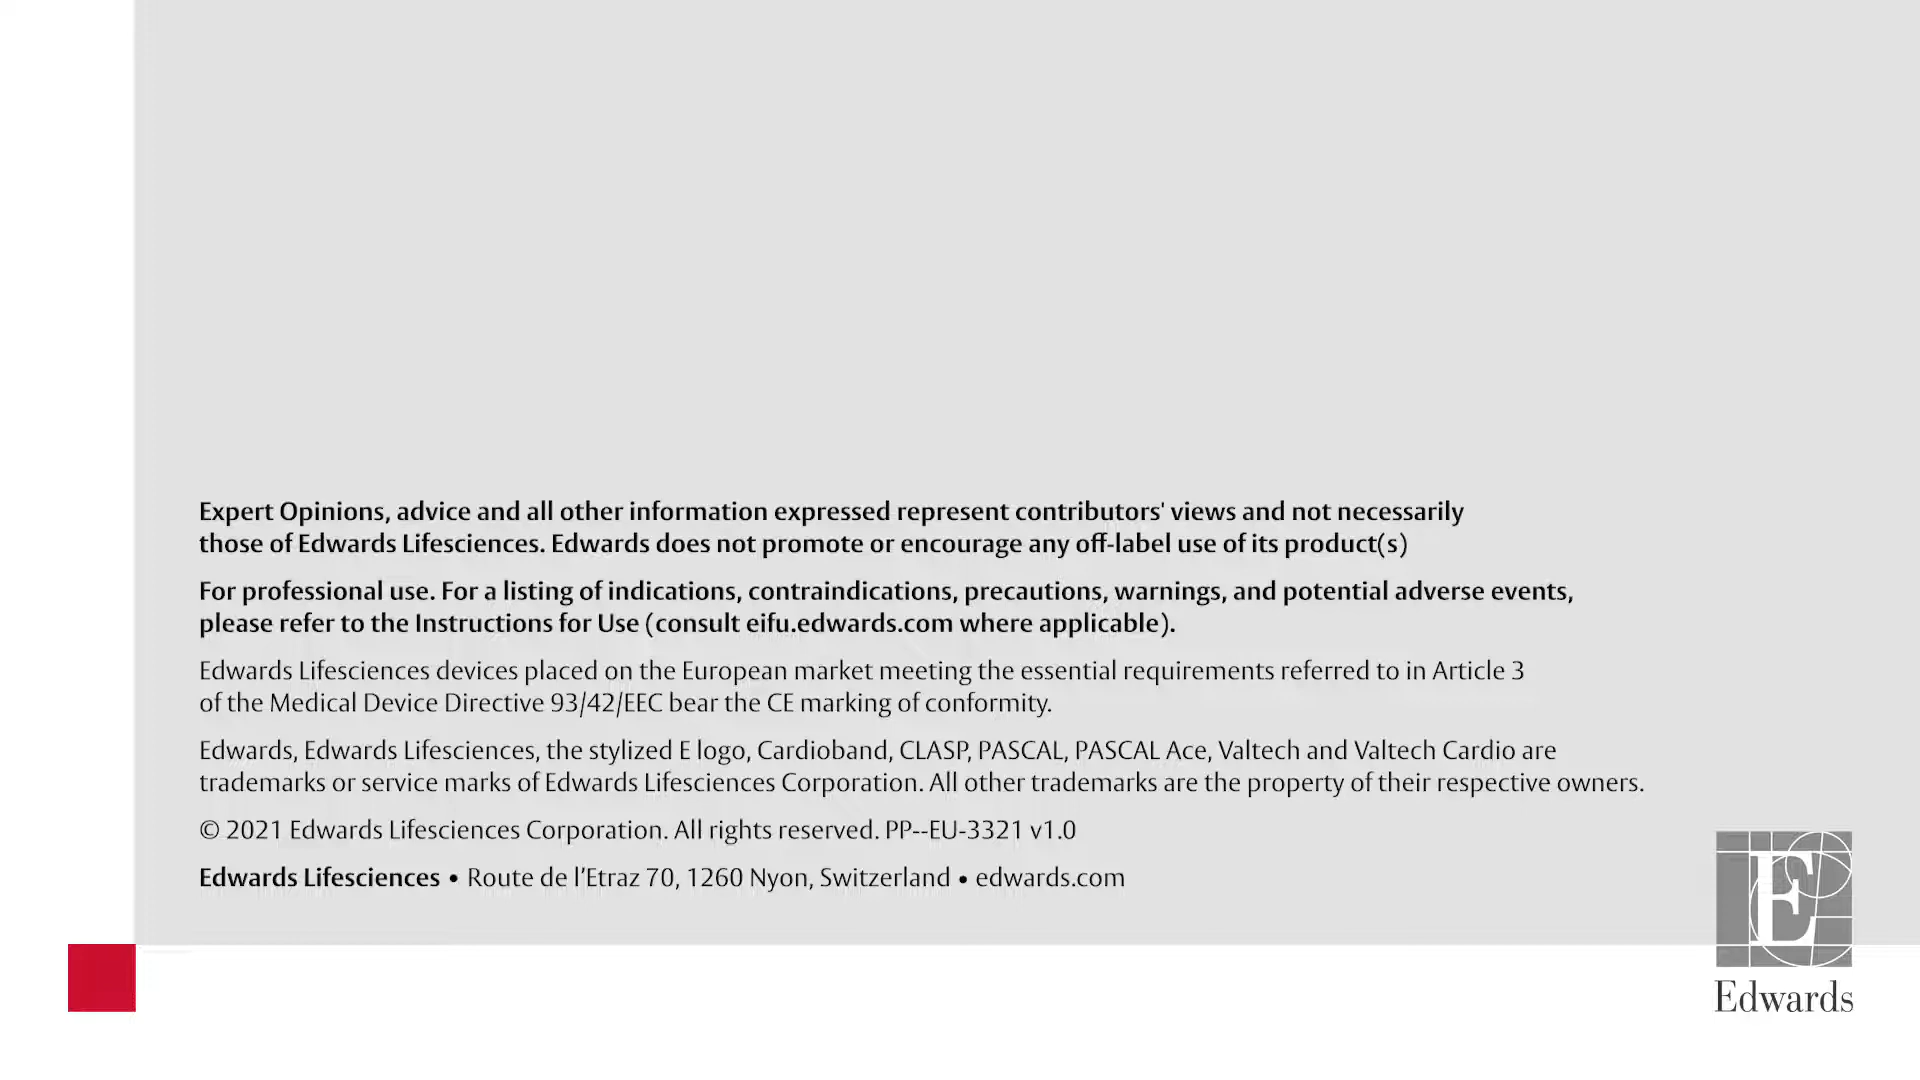 Expert Opinions, advice and all other information expressed represent contributors' views and not necessarily
those of Edwards Lifesciences. Edwards does not promote or encourage any off-label use of its product(s)
For professional use. For a listing of indications, contraindications, precautions, warnings, and potential adverse events,
please refer to the Instructions for Use (consult eifu.edwards.com where applicable).
Edwards Lifesciences devices placed on the European market meeting the essential requirements referred to in Article 3
of the Medical Device Directive 93/42/EEC bear the CE marking of conformity.
Edwards, Edwards Lifesciences, the stylized E logo, Cardioband, CLASP, PASCAL, PASCAL Ace, Valtech and Valtech Cardio are
trademarks or service marks of Edwards Lifesciences Corporation. All other trademarks are the property of their respective owners.
© 2021 Edwards Lifesciences Corporation. All rights reserved. PP--EU-3321 v1.0
Edwards Lifesciences • Route de l’Etraz 70, 1260 Nyon, Switzerland • edwards.com
E
Edwards